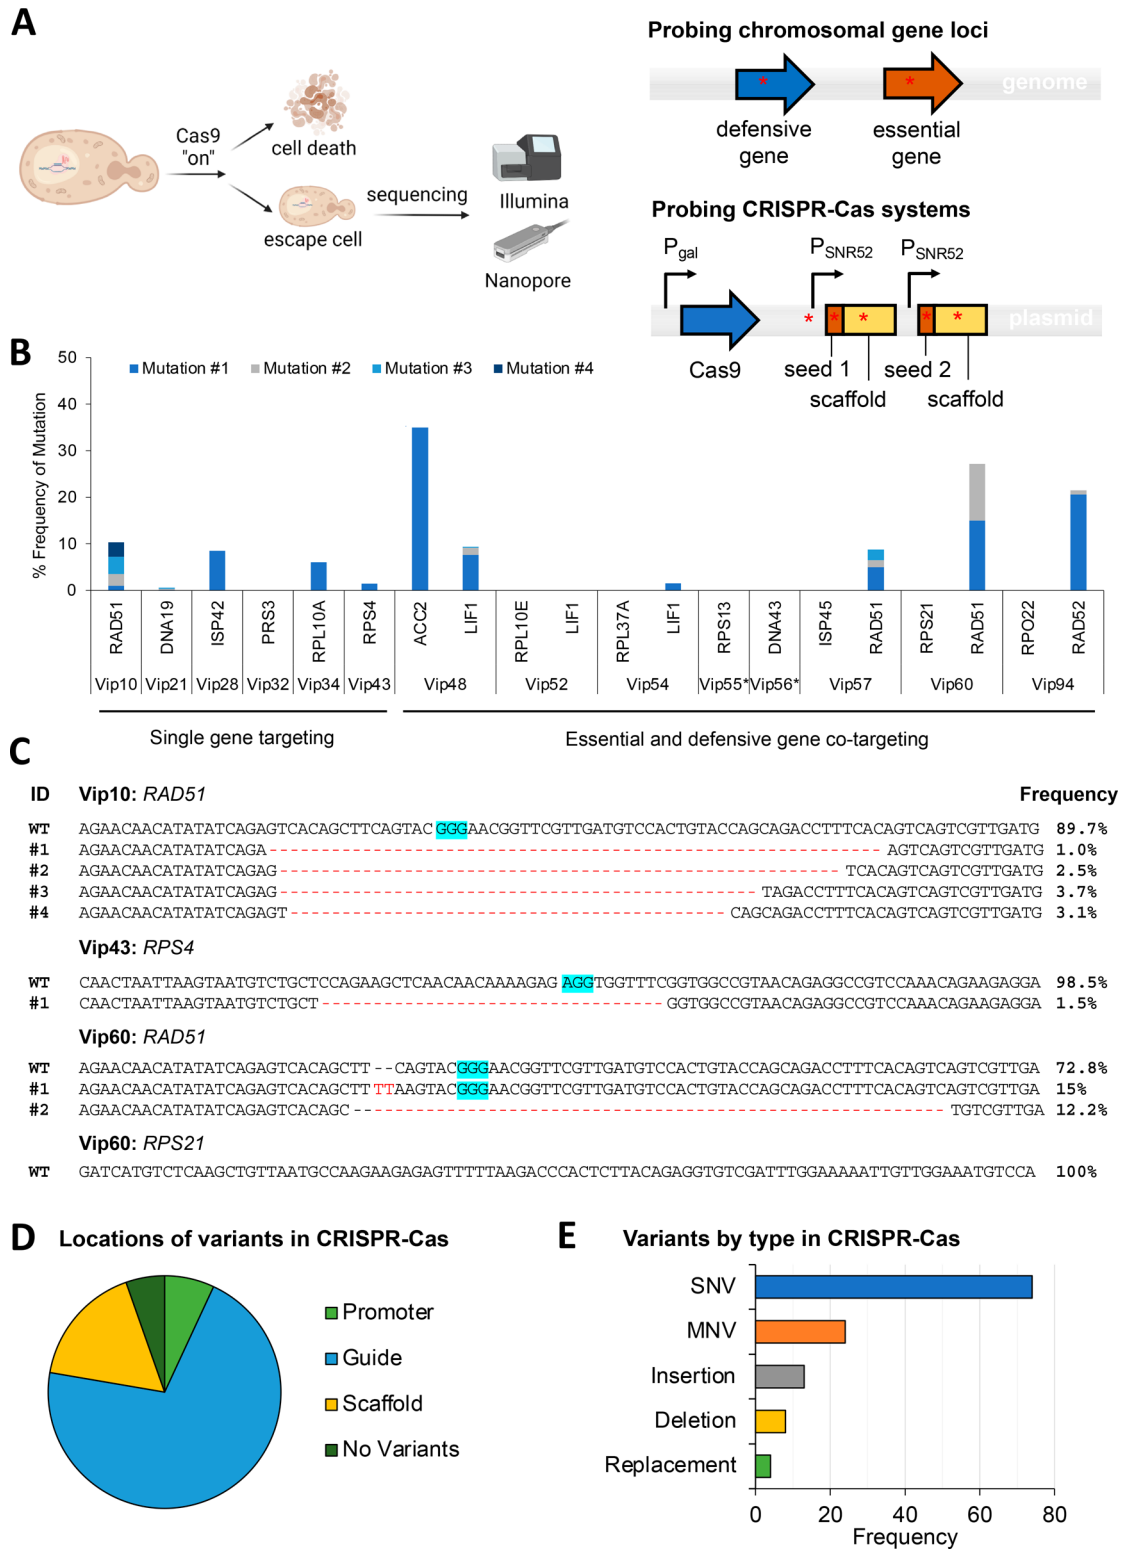 A
Cas9
"on"
cell death
escape cell
sequencing
Illumina
Nanopore
Probing chromosomal gene loci
genome
* *
defensive
gene
essential
gene
Probing CRISPR-Cas systems
Pgal
PSNR52
PSNR52
* * * * *
plasmid
Cas9
seed 1
seed 2
scaffold
scaffold
B
% Frequency of Mutation
50
40
30
20
10
0
Mutation #1 Mutation #2 Mutation #3 Mutation #4
RAD51 DNA19 ISP42 PRS3 RPL10A RPS4 ACC2 LIF1 RPL10E LIF1 RPL37A LIF1 RPS13 DNA43 ISP45 RAD51 RPS21 RAD51 RPO22 RAD52
Vip10 Vip21 Vip28 Vip32 Vip34 Vip43 Vip48 Vip52 Vip54 Vip55* Vip56* Vip57 Vip60 Vip94
Single gene targeting
Essential and defensive gene co-targeting
C
ID Vip10: RAD51 Frequency
WT AGAACAACATATATCAGAGTCACAGCTTCAGTAC GGGAACGGTTCGTTGATGTCCACTGTACCAGCAGACCTTTCACAGTCAGTCGTTGATG 89.7%
#1 AGAACAACATATATCAGA----------AGTCAGTCGTTGATG 1.0%
#2 AGAACAACATATATCAGAG----------TCACAGTCAGTCGTTGATG 2.5%
#3 AGAACAACATATATCAGAG----------TAGACCTTTCACAGTCAGTCGTTGATG 3.7%
#4 AGAACAACATATATCAGAGT----------CAGCAGACCTTTCACAGTCAGTCGTTGATG 3.1%
Vip43: RPS4
WT CAACTAATTAAGTAATGTCTGCTCCAGAAGCTCAACAACAAAAGAG AGGTGGTTTCGGTGGCCGTAACAGAGGCCGTCCAAACAGAAGAGGA 98.5%
#1 CAACTAATTAAGTAATGTCTGCT----------GGTGGCCGTAACAGAGGCCGTCCAAACAGAAGAGGA 1.5%
Vip60: RAD51
WT AGAACAACATATATCAGAGTCACAGCTT--CAGTACGGGAACGGTTCGTTGATGTCCACTGTACCAGCAGACCTTTCACAGTCAGTCGTTGA 72.8%
#1 AGAACAACATATATCAGAGTCACAGCTTTTAAGTACGGGAACGGTTCGTTGATGTCCACTGTACCAGCAGACCTTTCACAGTCAGTCGTTGA 15%
#2 AGAACAACATATATCAGAGTCACAGC----------TGTCGTTGA 12.2%
Vip60: RPS21
WT GATCATGTCTCAAGCTGTTAATGCCAAGAAGAGAGTTTTTAAGACCCACTCTTACAGAGGTGTCGATTTGGAAAAATTGTTGGAAATGTCCA 100%
D Locations of variants in CRISPR-Cas
Promoter
Guide
Scaffold
No Variants
E Variants by type in CRISPR-Cas
SNV
MNV
Insertion
Deletion
Replacement
0 20 40 60 80
Frequency